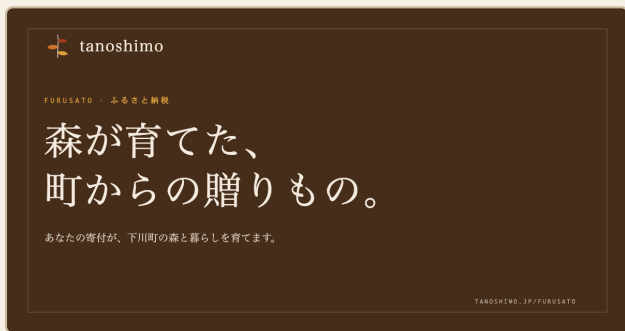 tanoshimo
FURUSATO · ふるさと納税
森が育てた、
町からの贈りもの。
あなたの寄付が、下川町の森と暮らしを育てます。
TANOSHIMO.JP/FURUSATO